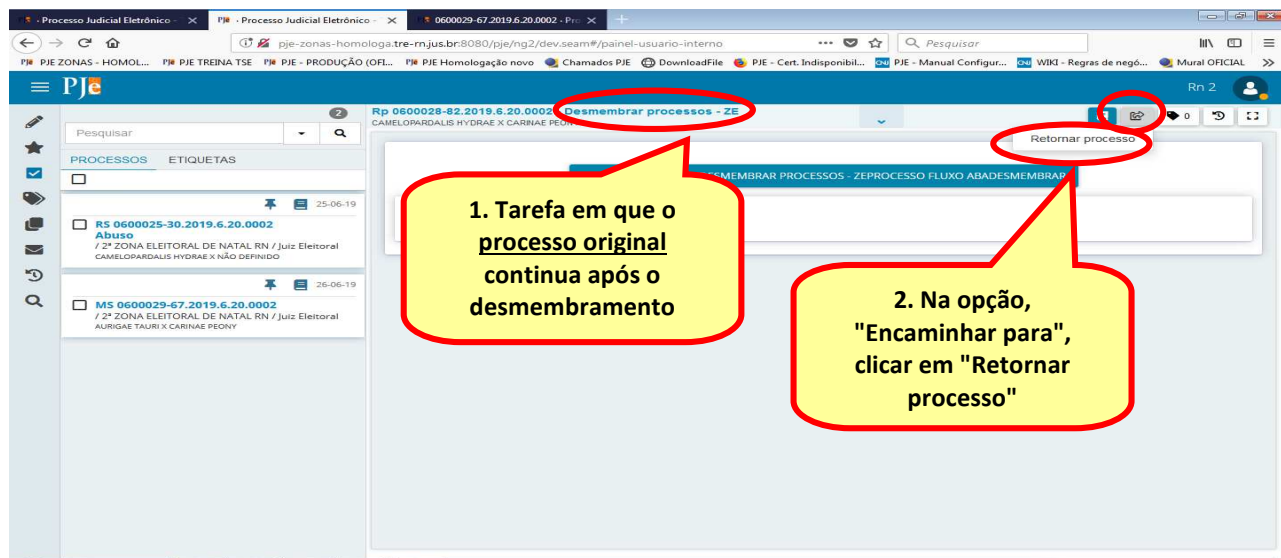 · Processo Judicial Eletrônico -
PJe · Processo Judicial Eletrônico -
0600029-67.2019.6.20.0002 · Pro
pje-zonas-homologa.tre-rn.jus.br:8080/pje/ng2/dev.seam#/painel-usuario-interno
Pesquisar
PJe PJE ZONAS - HOMOL...
PJe PJE TREINA TSE
PJe PJE - PRODUÇÃO (OFI...
PJe PJE Homologação novo
Chamados PJE
DownloadFile
PJE - Cert. Indisponibil...
PJE - Manual Configur...
WIKI - Regras de negó...
Mural OFICIAL
PJe
Rn 2
2
Pesquisar
PROCESSOS ETIQUETAS
25-06-19
RS 0600025-30.2019.6.20.0002
Abuso
/ 2ª ZONA ELEITORAL DE NATAL RN / Juiz Eleitoral
CAMELOPARDALIS HYDRAE X NÃO DEFINIDO
26-06-19
MS 0600029-67.2019.6.20.0002
/ 2ª ZONA ELEITORAL DE NATAL RN / Juiz Eleitoral
AURIGAE TAURI X CARINAE PEONY
Rp 0600028-82.2019.6.20.0002 Desmembrar processos - ZE
CAMELOPARDALIS HYDRAE X CARINAE
0
Retornar processo
DESMEMBRAR PROCESSOS - ZEPROCESSO FLUXO ABADESMEMBRAR
1. Tarefa em que o
processo original
continua após o
desmembramento
2. Na opção,
"Encaminhar para",
clicar em "Retornar
processo"